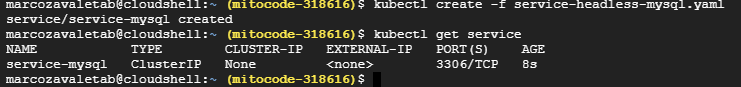 marcozavaletab@cloudshell:~ (mitocode-318616)$ kubectl create -f service-headless-mysql.yaml
service/service-mysql created
marcozavaletab@cloudshell:~ (mitocode-318616)$ kubectl get service
NAME TYPE CLUSTER-IP EXTERNAL-IP PORT(S) AGE
service-mysql ClusterIP None <none> 3306/TCP 8s
marcozavaletab@cloudshell:~ (mitocode-318616)$